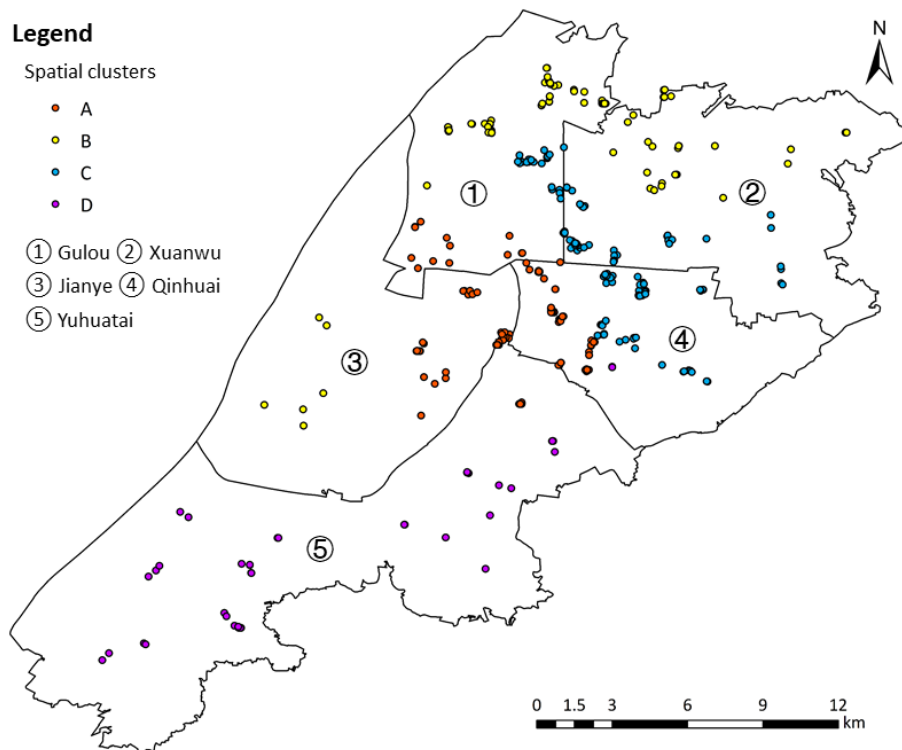 Legend
N
Spatial clusters
A
B
C
D
① Gulou ② Xuanwu
③ Jianye ④ Qinhuai
⑤ Yuhuatai
①
②
③
④
⑤
0 1.5 3 6 9 12
km